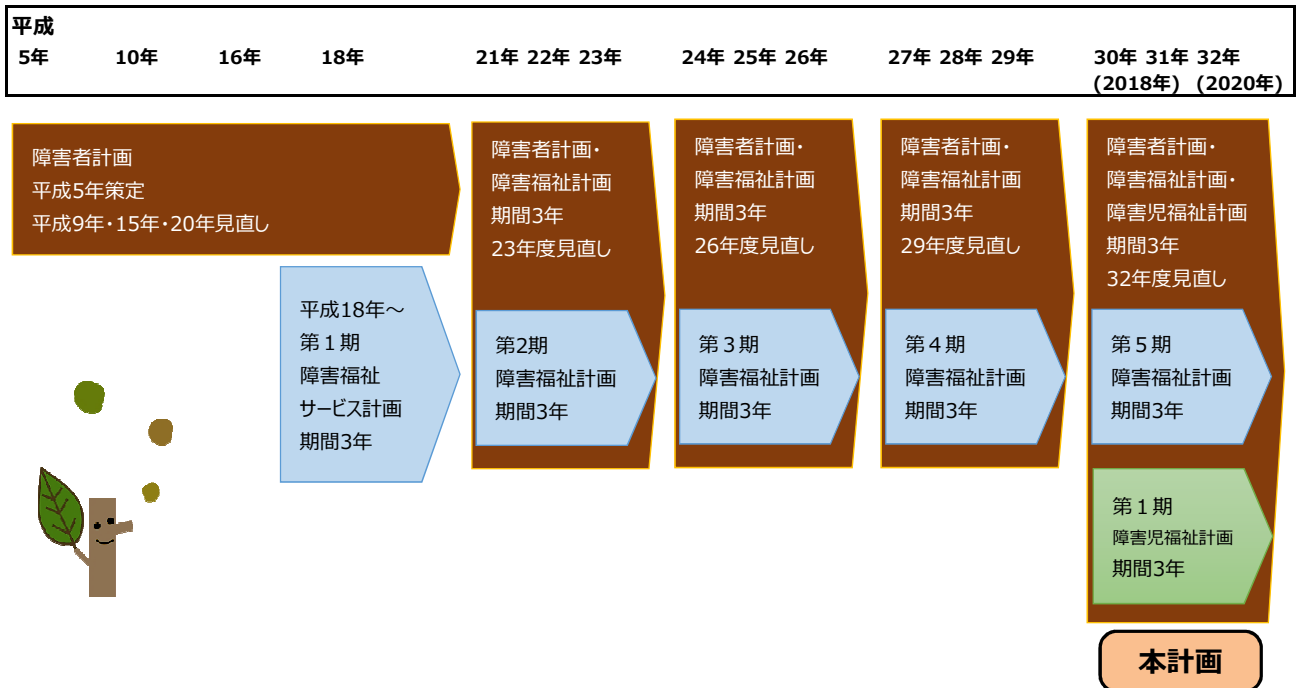 平成
5年 10年 16年 18年 21年 22年 23年 24年 25年 26年 27年 28年 29年 30年 31年 32年
(2018年) (2020年)
障害者計画
平成5年策定
平成9年・15年・20年見直し
平成18年～
第１期
障害福祉
サービス計画
期間3年
障害者計画・
障害福祉計画
期間3年
23年度見直し
第2期
障害福祉計画
期間3年
障害者計画・
障害福祉計画
期間3年
26年度見直し
第３期
障害福祉計画
期間3年
障害者計画・
障害福祉計画
期間3年
29年度見直し
第４期
障害福祉計画
期間3年
障害者計画・
障害福祉計画・
障害児福祉計画
期間3年
32年度見直し
第５期
障害福祉計画
期間3年
第１期
障害児福祉計画
期間3年
本計画